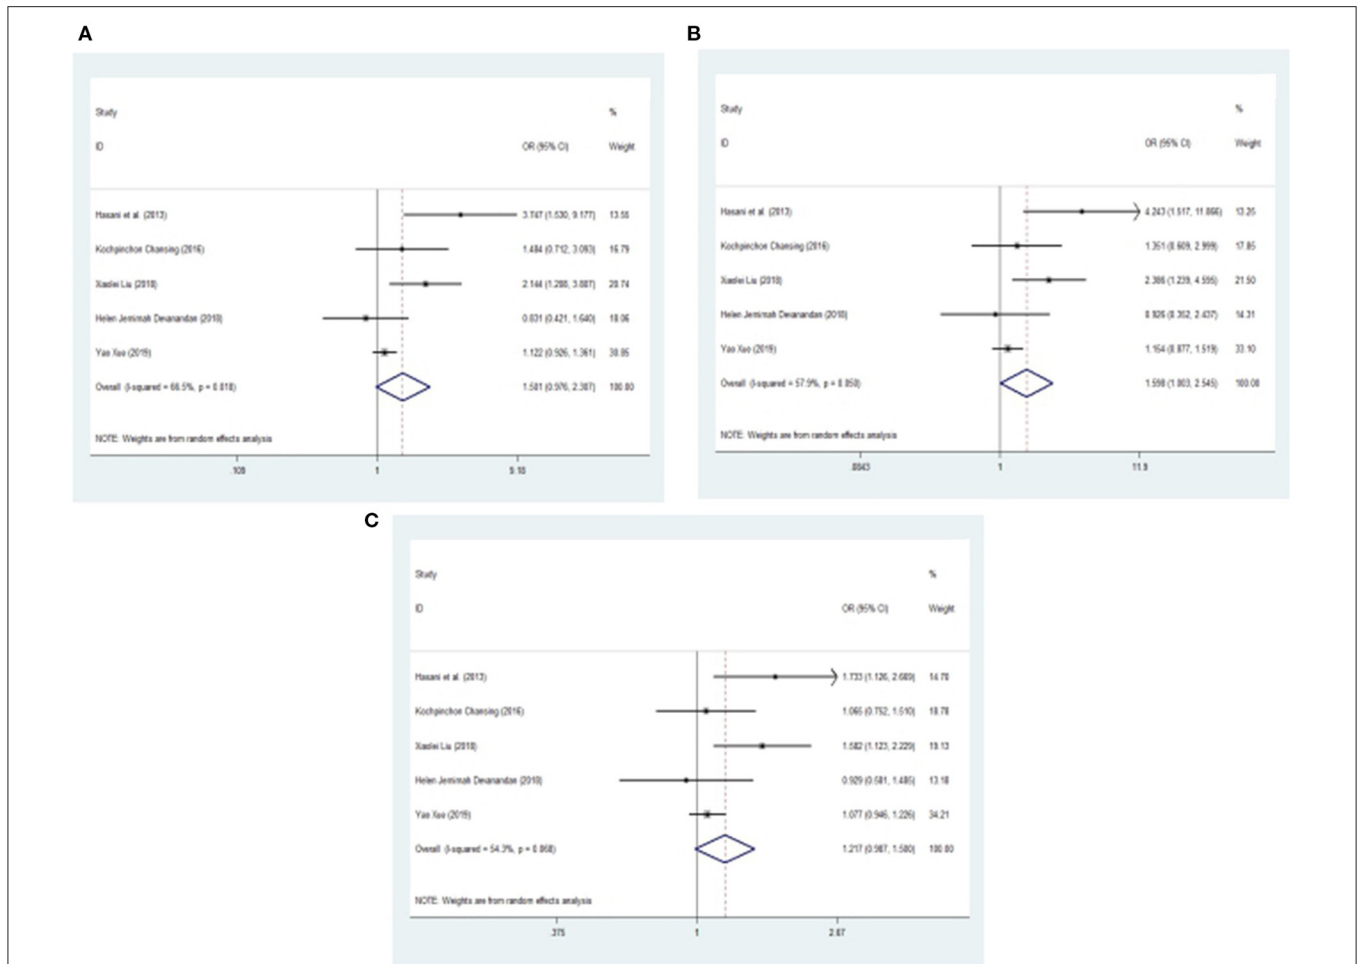 A
Study %
ID OR (95% CI) Weight
Hasani et al. (2013) 3.747 (1.530, 9.177) 13.55
Kochpinchon Chansing (2016) 1.484 (0.712, 3.093) 16.79
Xiaolei Liu (2018) 2.144 (1.208, 3.807) 20.74
Helen Jemimah Devanandan (2018) 0.831 (0.421, 1.640) 18.06
Yao Xue (2019) 1.122 (0.926, 1.361) 30.85
Overall (I-squared = 66.5%, p = 0.018) 1.501 (0.976, 2.307) 100.00
NOTE: Weights are from random effects analysis
.109 1 9.18
B
Study %
ID OR (95% CI) Weight
Hasani et al. (2013) 4.243 (1.517, 11.866) 13.25
Kochpinchon Chansing (2016) 1.351 (0.609, 2.999) 17.85
Xiaolei Liu (2018) 2.386 (1.239, 4.595) 21.50
Helen Jemimah Devanandan (2018) 0.926 (0.352, 2.437) 14.31
Yao Xue (2019) 1.154 (0.877, 1.519) 33.10
Overall (I-squared = 57.9%, p = 0.050) 1.598 (1.003, 2.545) 100.00
NOTE: Weights are from random effects analysis
.0843 1 11.9
C
Study %
ID OR (95% CI) Weight
Hasani et al. (2013) 1.733 (1.126, 2.669) 14.70
Kochpinchon Chansing (2016) 1.065 (0.752, 1.510) 18.78
Xiaolei Liu (2018) 1.582 (1.123, 2.229) 19.13
Helen Jemimah Devanandan (2018) 0.929 (0.581, 1.485) 13.18
Yao Xue (2019) 1.077 (0.946, 1.226) 34.21
Overall (I-squared = 54.3%, p = 0.068) 1.217 (0.987, 1.500) 100.00
NOTE: Weights are from random effects analysis
.375 1 2.67